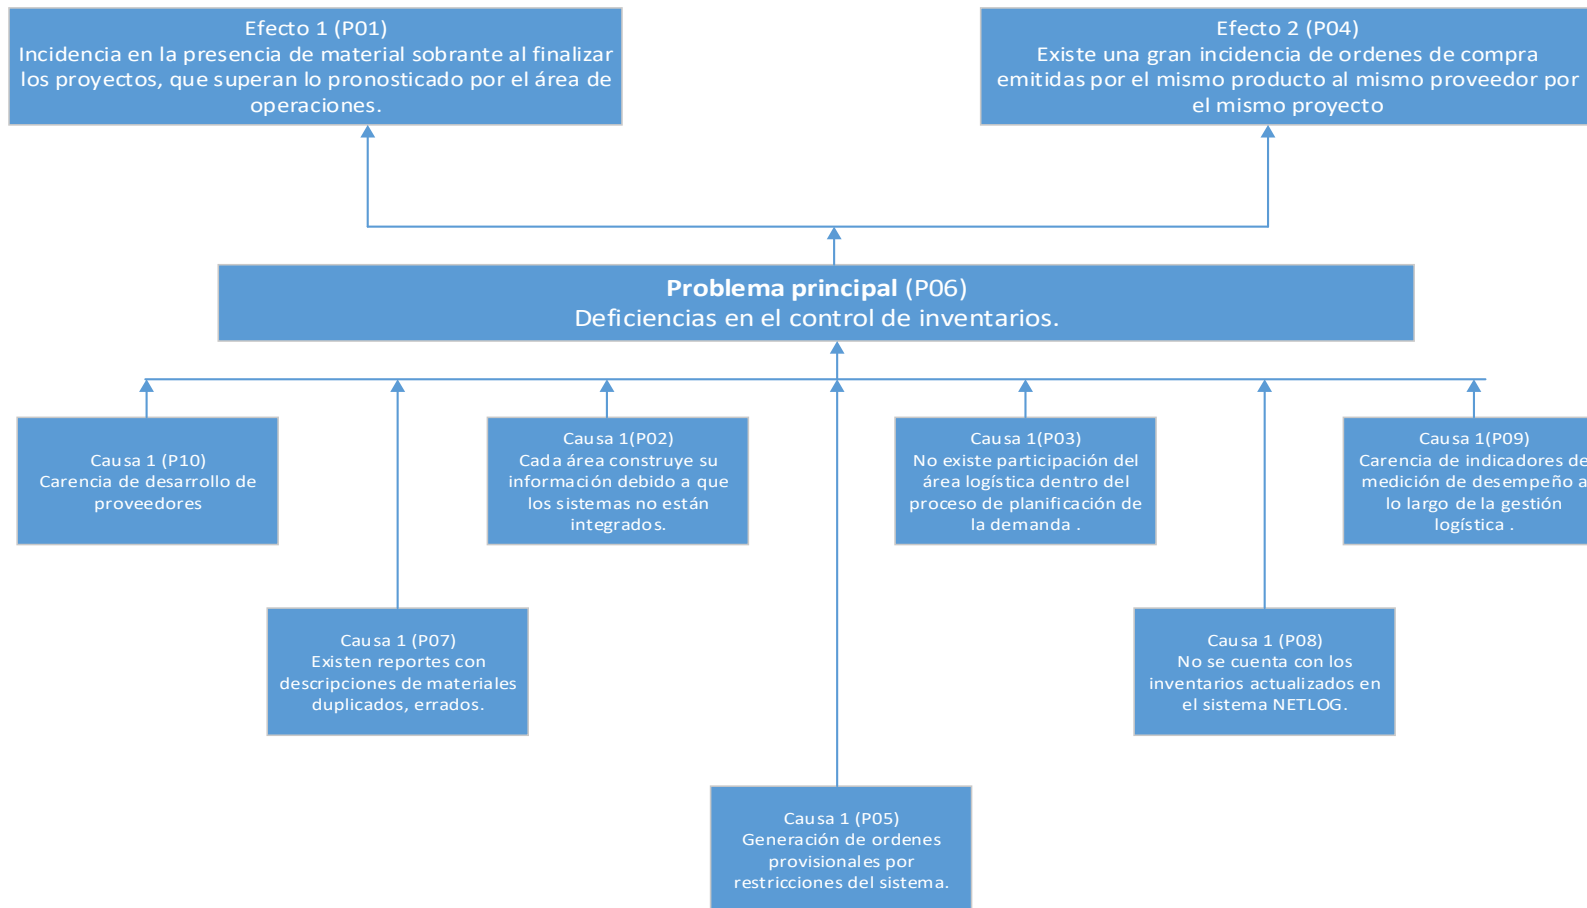 Efecto 1 (P01)
Incidencia en la presencia de material sobrante al finalizar
los proyectos, que superan lo pronosticado por el área de
operaciones.
Efecto 2 (P04)
Existe una gran incidencia de ordenes de compra
emitidas por el mismo producto al mismo proveedor por
el mismo proyecto
Problema principal (P06)
Deficiencias en el control de inventarios.
Causa 1 (P10)
Carencia de desarrollo de
proveedores
Causa 1(P02)
Cada área construye su
información debido a que
los sistemas no están
integrados.
Causa 1(P03)
No existe participación del
área logística dentro del
proceso de planificación de
la demanda .
Causa 1(P09)
Carencia de indicadores de
medición de desempeño a
lo largo de la gestión
logística .
Causa 1 (P07)
Existen reportes con
descripciones de materiales
duplicados, errados.
Causa 1 (P08)
No se cuenta con los
inventarios actualizados en
el sistema NETLOG.
Causa 1 (P05)
Generación de ordenes
provisionales por
restricciones del sistema.